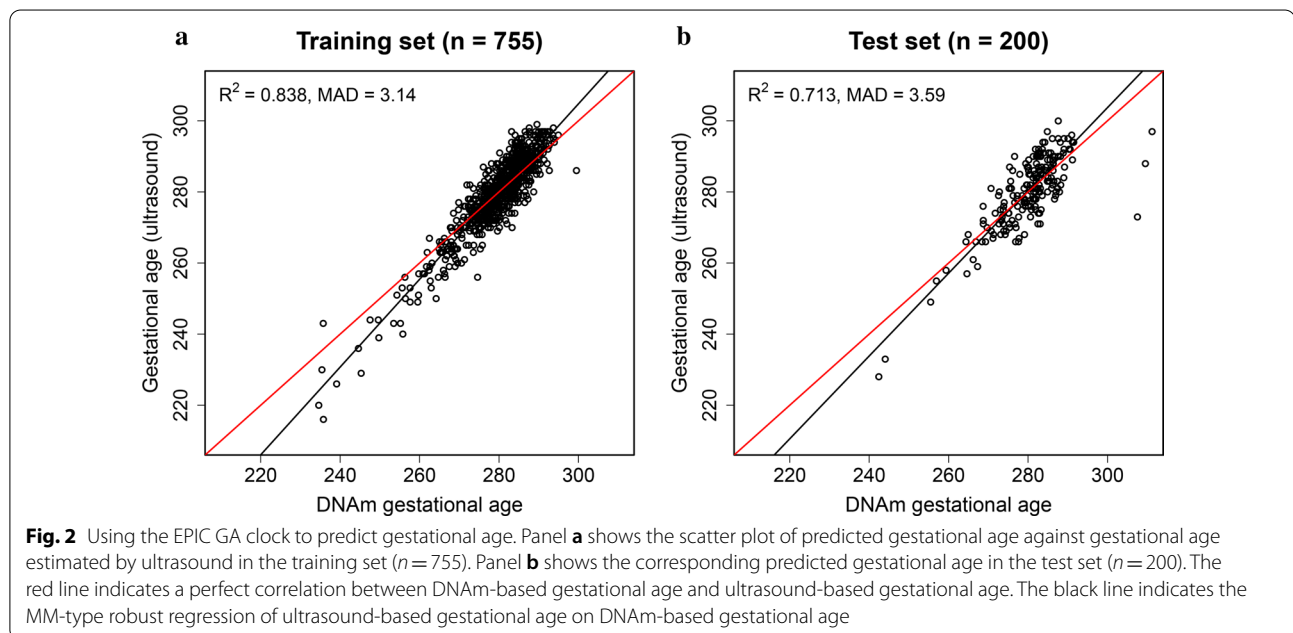 a Training set (n = 755)
R² = 0.838, MAD = 3.14
Gestational age (ultrasound)
300
280
260
240
220
220 240 260 280 300
DNAm gestational age
b Test set (n = 200)
R² = 0.713, MAD = 3.59
Gestational age (ultrasound)
300
280
260
240
220
220 240 260 280 300
DNAm gestational age
Fig. 2 Using the EPIC GA clock to predict gestational age. Panel a shows the scatter plot of predicted gestational age against gestational age
estimated by ultrasound in the training set (n = 755). Panel b shows the corresponding predicted gestational age in the test set (n = 200). The
red line indicates a perfect correlation between DNAm-based gestational age and ultrasound-based gestational age. The black line indicates the
MM-type robust regression of ultrasound-based gestational age on DNAm-based gestational age